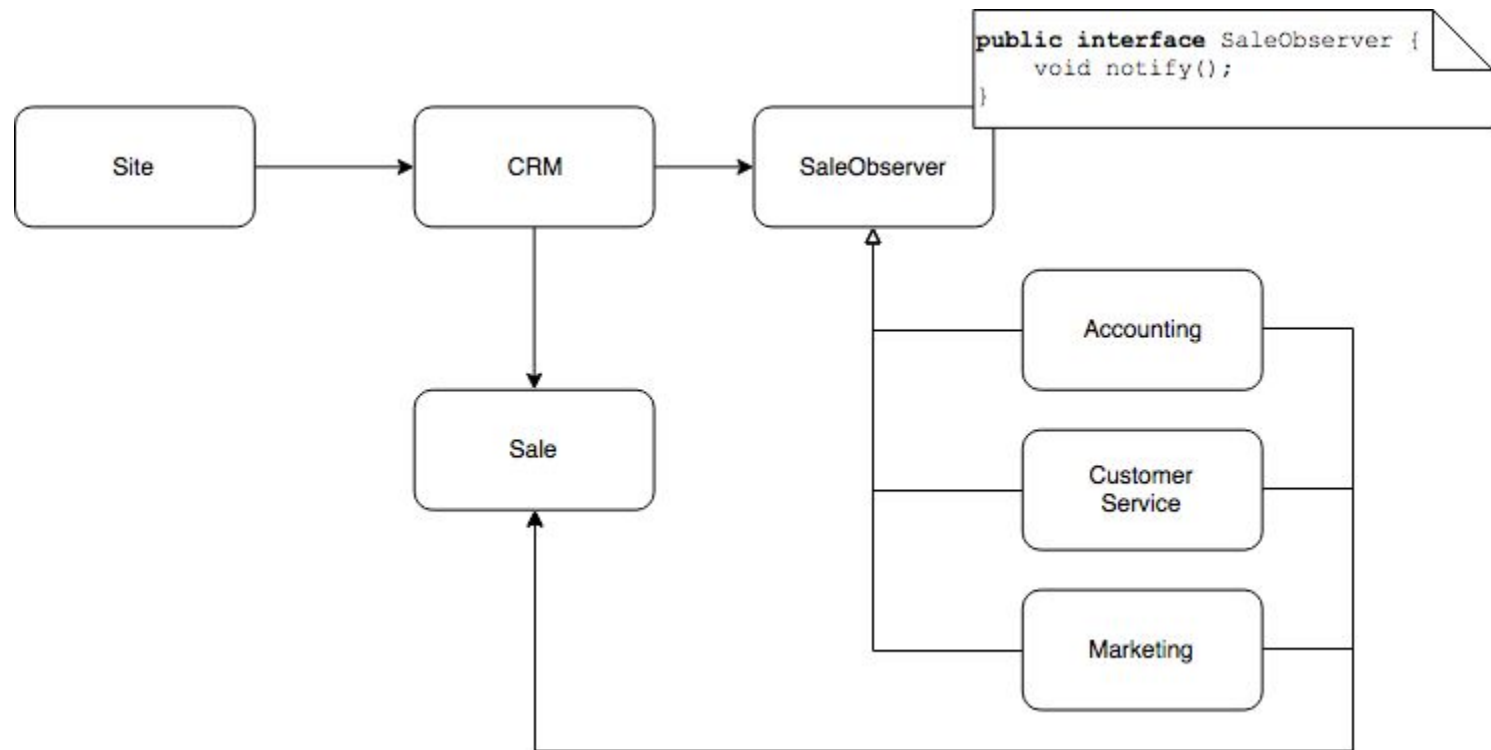 public interface SaleObserver {
    void notify();
}
Site
CRM
SaleObserver
Accounting
Sale
Customer
Service
Marketing